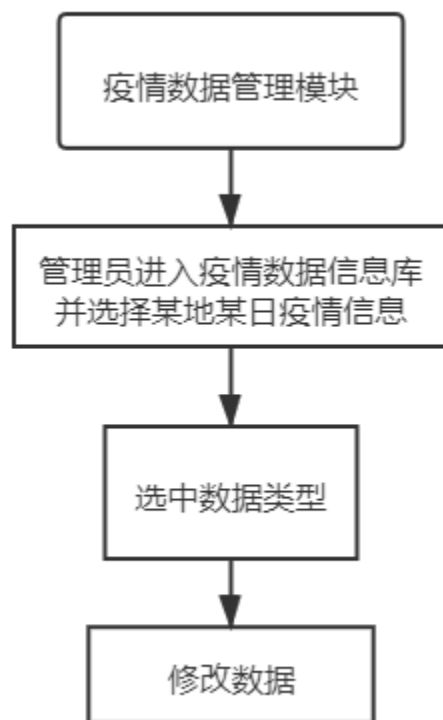 疫情数据管理模块
管理员进入疫情数据信息库
并选择某地某日疫情信息
选中数据类型
修改数据